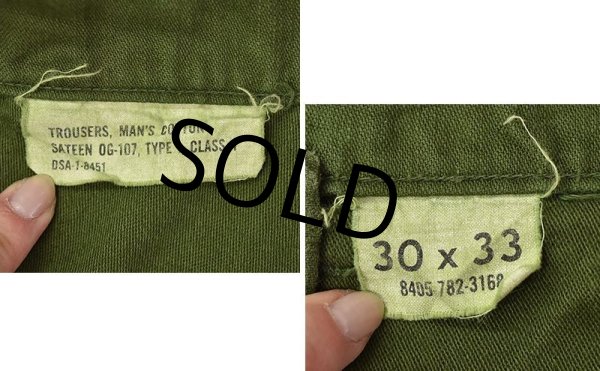 TROUSERS, MAN'S COTTON
SATEEN OG-107, TYPE CLASS
DSA-1-8451
SOLD
30 x 33
8405 782-3168